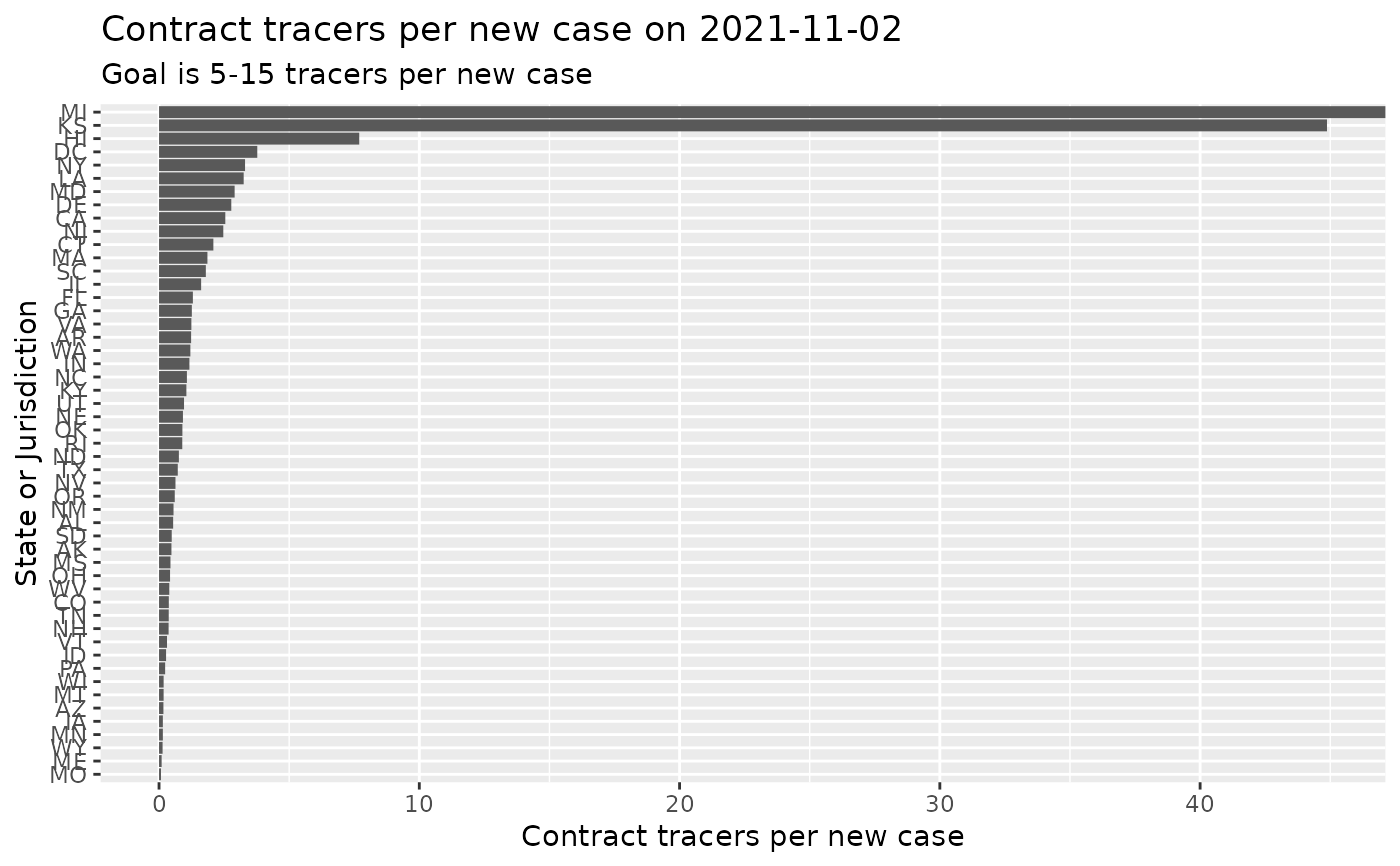 Contract tracers per new case on 2021-11-02
Goal is 5-15 tracers per new case
State or Jurisdiction
MI
KS
HI
DC
NY
LA
MD
DE
CA
NJ
CT
MA
SC
IL
FL
GA
VA
AR
WA
IN
NC
KY
UT
NE
OK
RI
ND
TX
NV
OR
NM
AL
SD
AK
MS
OH
WV
CO
TN
NH
VT
ID
PA
WI
MT
AZ
IA
MN
WY
ME
MO
0 10 20 30 40
Contract tracers per new case